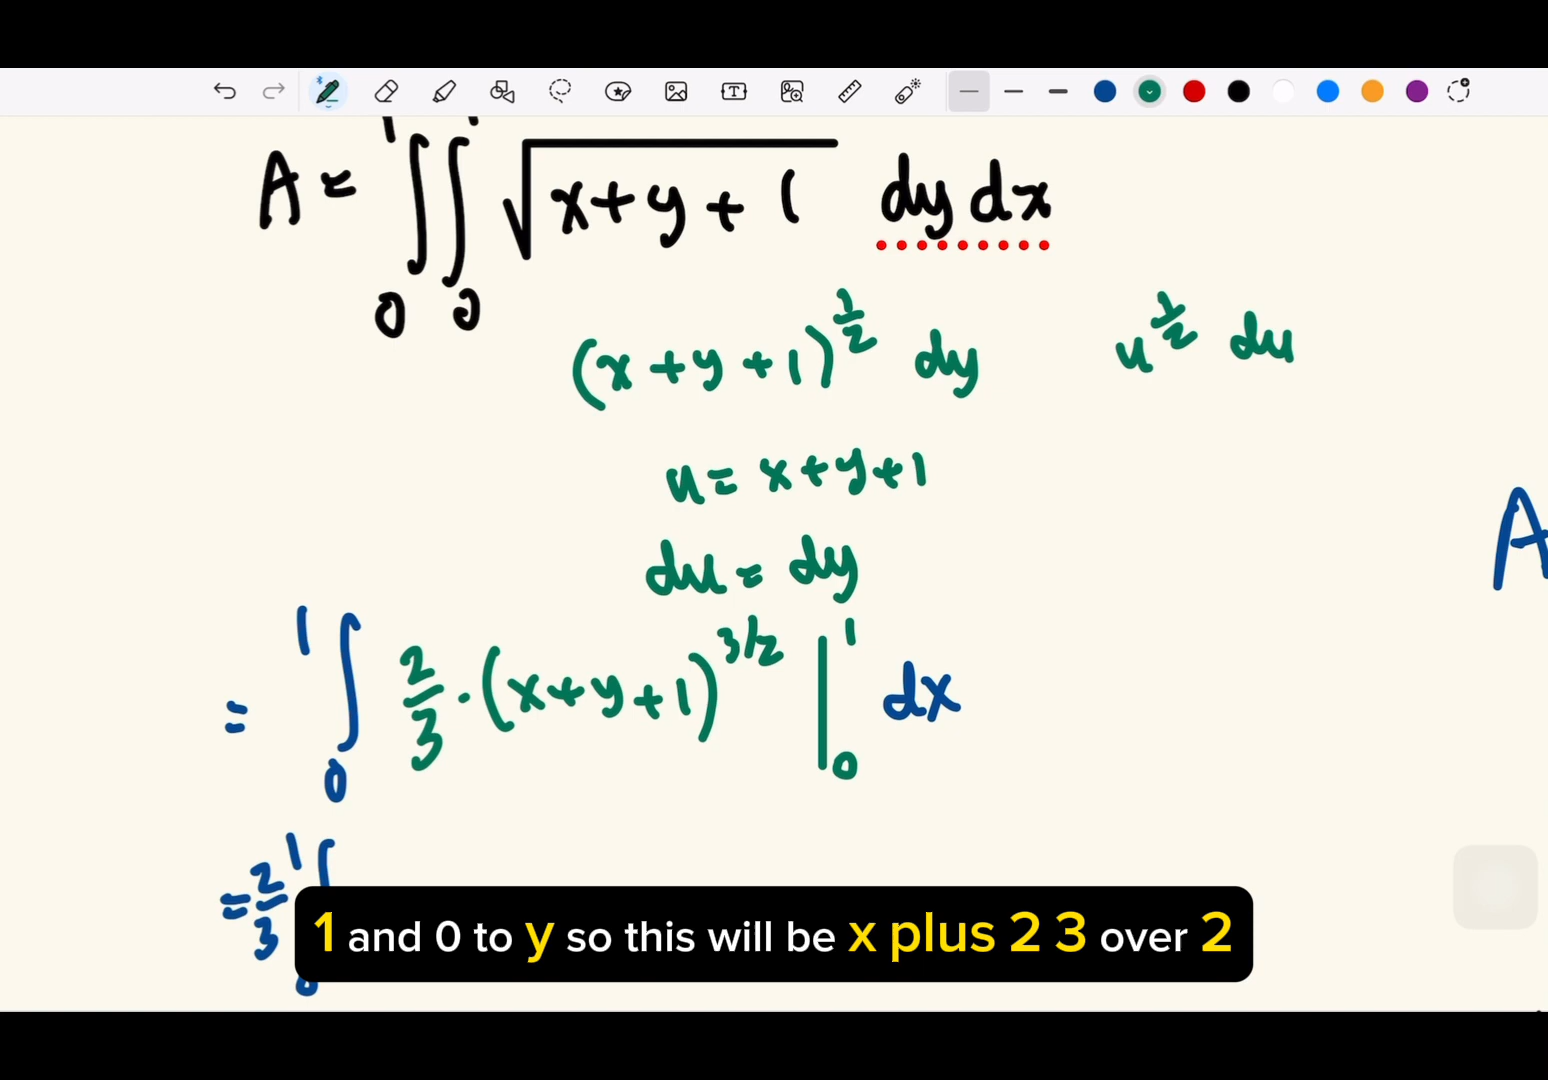 A = ∫₀¹∫₀¹ √(x+y+1) dy dx
(x+y+1)^(1/2) dy u^(1/2) du
u = x+y+1
du = dy
A
= ∫₀¹ 2/3 · (x+y+1)^(3/2) |₀¹ dx
= 2/3 ∫₀¹
1 and 0 to y so this will be x plus 2 3 over 2